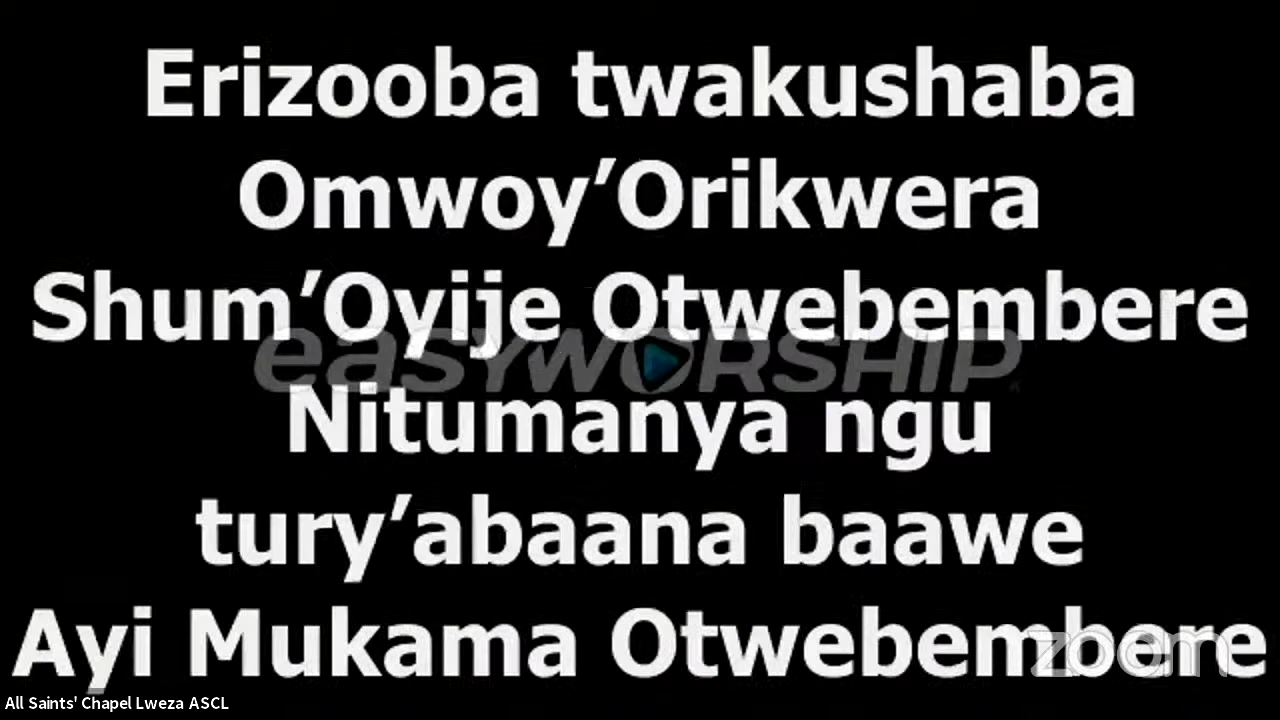 Erizooba twakushaba
Omwoy’Orikwera
Shum’Oyije Otwebembere
easyworship
Nitumanya ngu
tury’abaana baawe
Ayi Mukama Otwebembere
zoom
All Saints' Chapel Lweza ASCL